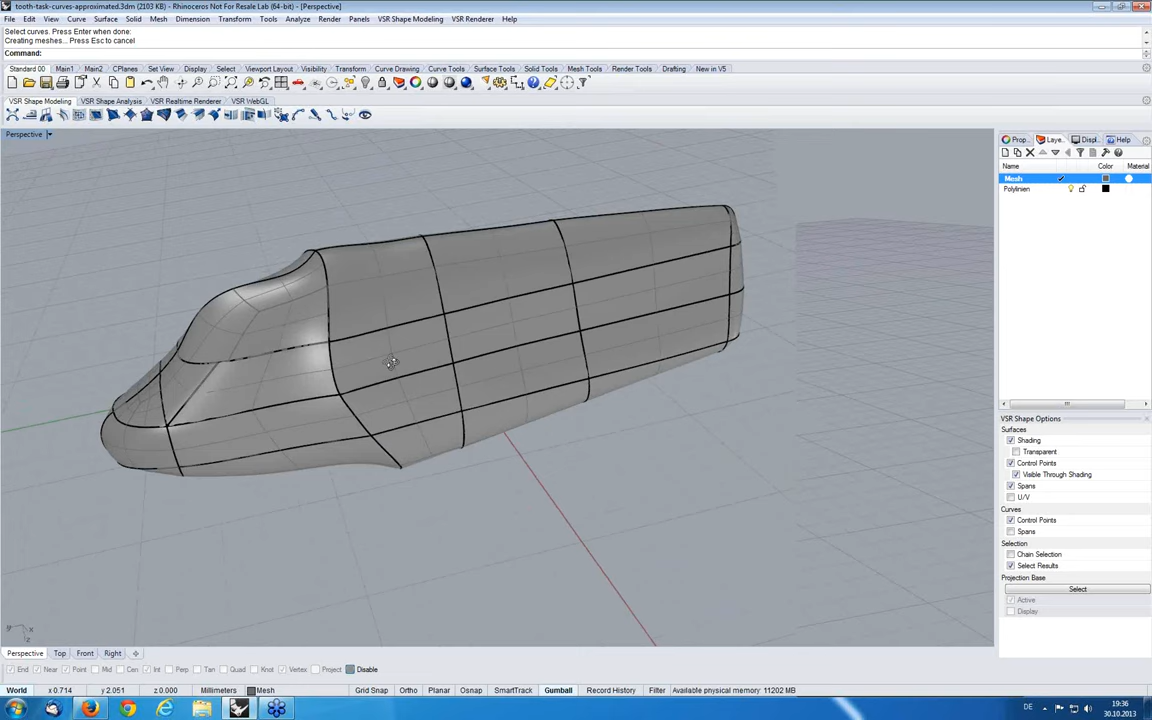 tooth-task-curves-approximated.3dm (2103 KB) - Rhinoceros Not For Resale Lab (64-bit) - [Perspective]
File Edit View Curve Surface Solid Mesh Dimension Transform Tools Analyze Render Panels VSR Shape Modeling VSR Renderer Help
Select curves. Press Enter when done:
Creating meshes... Press Esc to cancel
Command:
Standard 00 Main1 Main2 CPlanes Set View Display Select Viewport Layout Visibility Transform Curve Drawing Curve Tools Surface Tools Solid Tools Mesh Tools Render Tools Drafting New in V5
VSR Shape Modeling VSR Shape Analysis VSR Realtime Renderer VSR WebGL
Perspective
Prop... Laye... Displ... Help
Name Color Material
Mesh
Polylinien
VSR Shape Options
Surfaces
Shading
Transparent
Control Points
Visible Through Shading
Spans
U/V
Curves
Control Points
Spans
Selection
Chain Selection
Select Results
Projection Base
Select
Active
Display
y x
z
Perspective Top Front Right
End Near Point Mid Cen Int Perp Tan Quad Knot Vertex Project Disable
World x 0.714 y 2.051 z 0.000 Millimeters Mesh Grid Snap Ortho Planar Osnap SmartTrack Gumball Record History Filter Available physical memory: 11202 MB
DE 19:36
30.10.2013